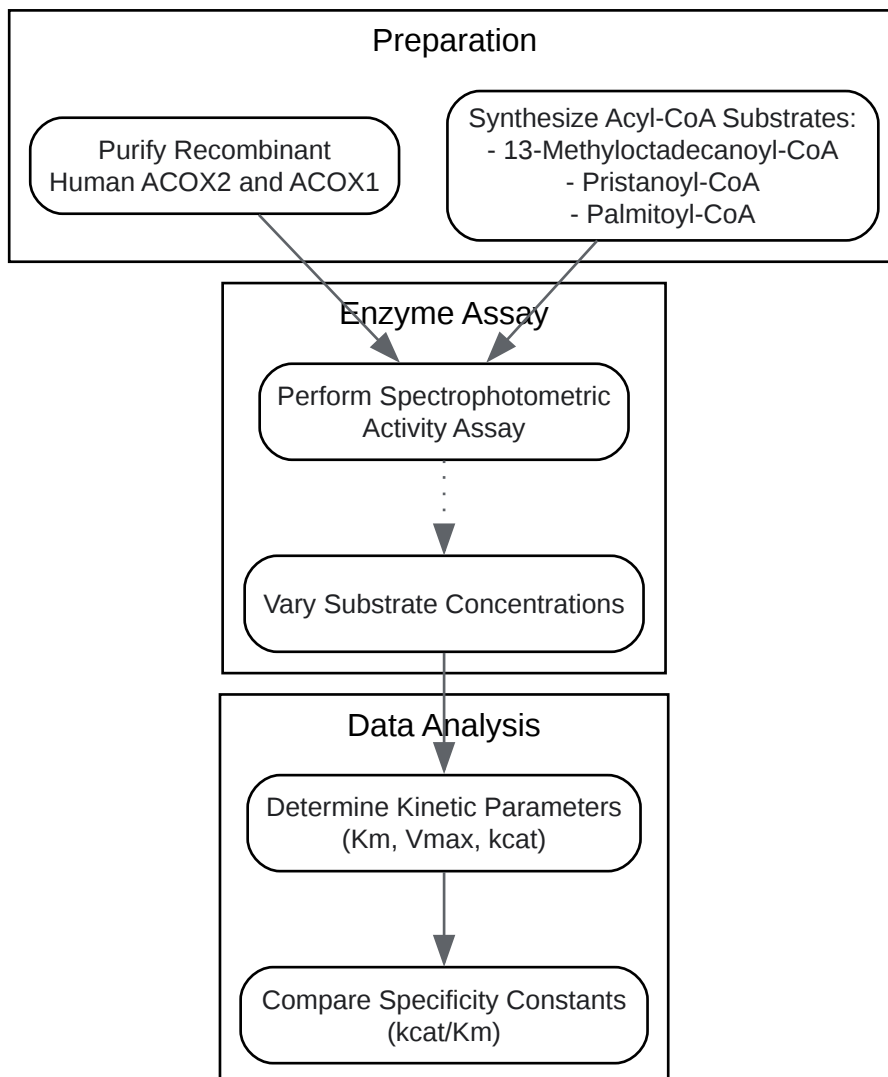 Preparation
Purify Recombinant
Human ACOX2 and ACOX1
Synthesize Acyl-CoA Substrates:
- 13-Methyloctadecanoyl-CoA
- Pristanoyl-CoA
- Palmitoyl-CoA
Enzyme Assay
Perform Spectrophotometric
Activity Assay
Vary Substrate Concentrations
Data Analysis
Determine Kinetic Parameters
(Km, Vmax, kcat)
Compare Specificity Constants
(kcat/Km)